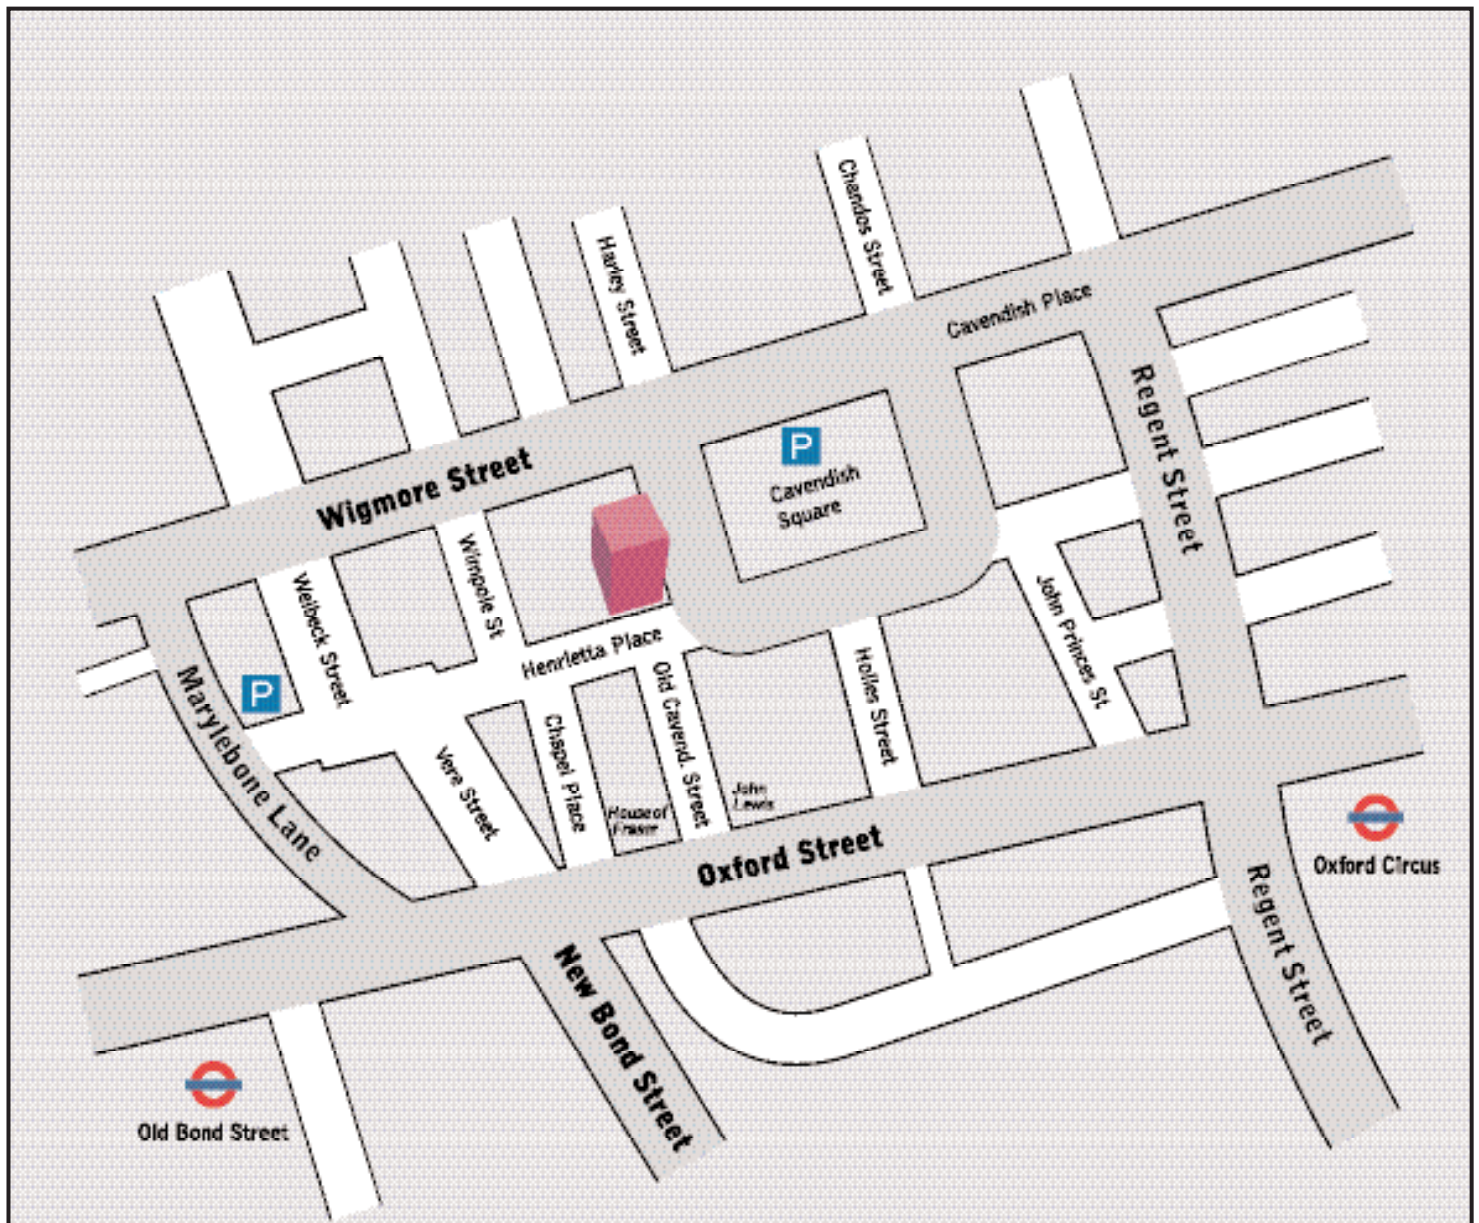 Chandos Street
Harley Street
Cavendish Place
Regent Street
P
Wigmore Street
Cavendish
Square
Wimpole St
Welbeck Street
John Princes St
Henrietta Place
P
Marylebone Lane
Old Cavend. Street
Holles Street
Chapel Place
Vere Street
John
Lewis
House of
Fraser
Oxford Street
Oxford Circus
Regent Street
New Bond Street
Old Bond Street